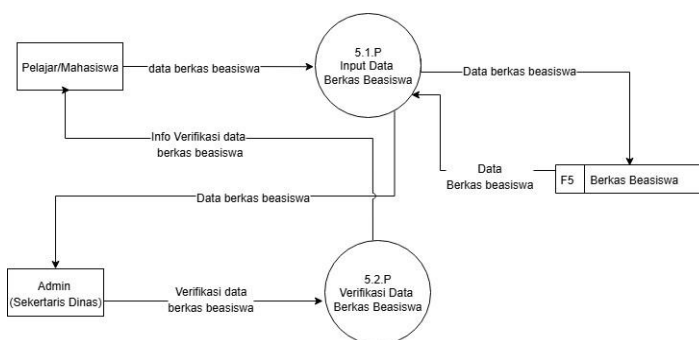 5.1.P
Input Data
Berkas Beasiswa
Pelajar/Mahasiswa
data berkas beasiswa
Data berkas beasiswa
Info Verifikasi data
berkas beasiswa
Data
Berkas beasiswa
F5
Berkas Beasiswa
Data berkas beasiswa
5.2.P
Verifikasi Data
Berkas Beasiswa
Admin
(Sekertaris Dinas)
Verifikasi data
berkas beasiswa